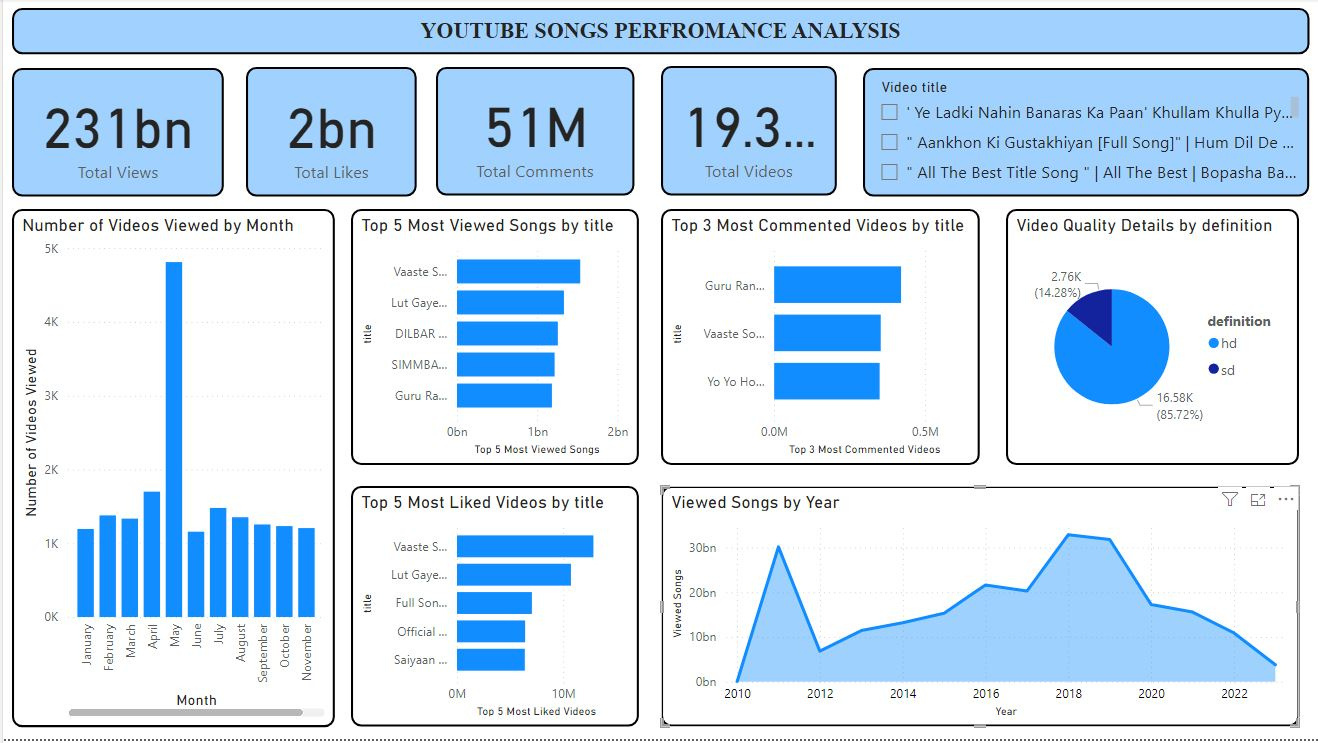 YOUTUBE SONGS PERFROMANCE ANALYSIS
231bn
Total Views
2bn
Total Likes
51M
Total Comments
19.3...
Total Videos
Video title
' Ye Ladki Nahin Banaras Ka Paan' Khullam Khulla Py...
" Aankhon Ki Gustakhiyan [Full Song]" | Hum Dil De ...
" All The Best Title Song " | All The Best | Bopasha Ba...
Number of Videos Viewed by Month
Number of Videos Viewed
5K
4K
3K
2K
1K
0K
January
February
March
April
May
June
July
August
September
October
November
Month
Top 5 Most Viewed Songs by title
title
Vaaste S...
Lut Gaye...
DILBAR ...
SIMMBA...
Guru Ra...
0bn
1bn
2bn
Top 5 Most Viewed Songs
Top 3 Most Commented Videos by title
title
Guru Ran...
Vaaste So...
Yo Yo Ho...
0.0M
0.5M
Top 3 Most Commented Videos
Video Quality Details by definition
2.76K
(14.28%)
16.58K
(85.72%)
definition
hd
sd
Top 5 Most Liked Videos by title
title
Vaaste S...
Lut Gaye...
Full Son...
Official ...
Saiyaan ...
0M
10M
Top 5 Most Liked Videos
Viewed Songs by Year
Viewed Songs
30bn
20bn
10bn
0bn
2010
2012
2014
2016
2018
2020
2022
Year